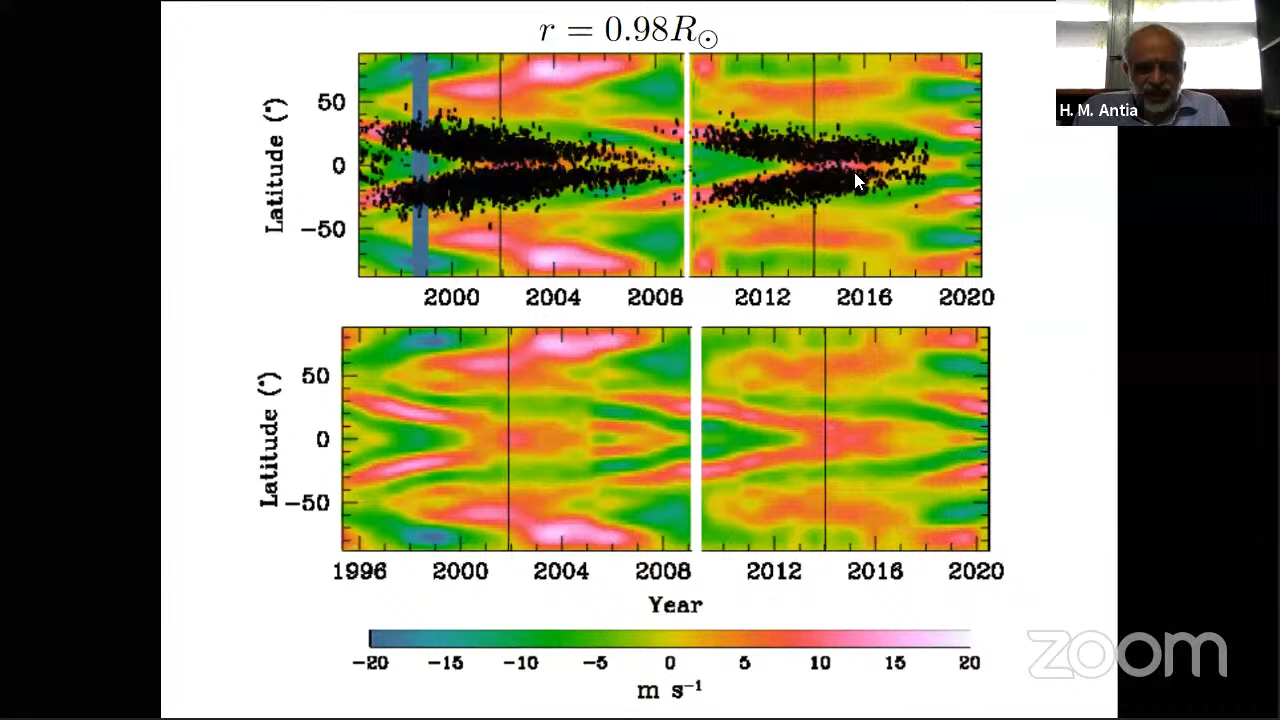 r = 0.98R☉
H. M. Antia
Latitude (°)
50
0
−50
2000 2004 2008 2012 2016 2020
Latitude (°)
50
0
−50
1996 2000 2004 2008 2012 2016 2020
Year
−20 −15 −10 −5 0 5 10 15 20
m s⁻¹
zoom